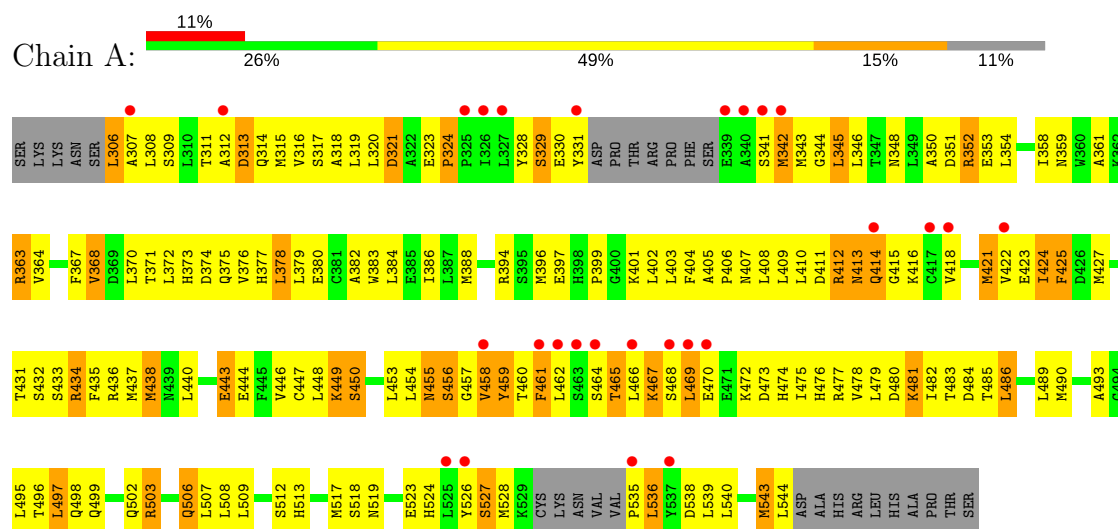 Chain A:
11%
26% 49% 15% 11%
SER LYS LYS ASN SER L306 A307 L308 S309 L310 T311 A312 D313 Q314 M315 V316 S317 A318 L319 L320 D321 A322 E323 P324 P325 I326 L327 Y328 S329 E330 Y331 ASP PRO THR ARG PRO PHE SER E339 A340 S341 M342 M343 G344 L345 L346 T347 N348 L349 A350 D351 R352 E353 L354 I358 N359 W360 A361 K362
R363 V364 F367 V368 D369 L370 T371 L372 H373 D374 Q375 V376 H377 L378 L379 E380 C381 A382 W383 L384 E385 I386 L387 M388 R394 S395 M396 E397 H398 P399 G400 K401 L402 L403 F404 A405 P406 N407 L408 L409 L410 D411 R412 N413 Q414 G415 K416 C417 V418 M421 V422 E423 I424 F425 D426 M427
T431 S432 S433 R434 F435 R436 M437 M438 N439 L440 E443 E444 F445 V446 C447 L448 K449 S450 L453 L454 N455 S456 G457 V458 Y459 T460 F461 L462 S463 S464 T465 L466 K467 S468 L469 E470 E471 K472 D473 H474 I475 H476 R477 V478 L479 D480 K481 I482 T483 D484 T485 L486 L489 M490 A493 G494
L495 T496 L497 Q498 Q499 Q502 R503 Q506 L507 L508 L509 S512 H513 M517 S518 N519 E523 H524 L525 Y526 S527 M528 K529 CYS LYS ASN VAL VAL P535 L536 Y537 D538 L539 L540 M543 L544 ASP ALA HIS ARG LEU HIS ALA PRO THR SER